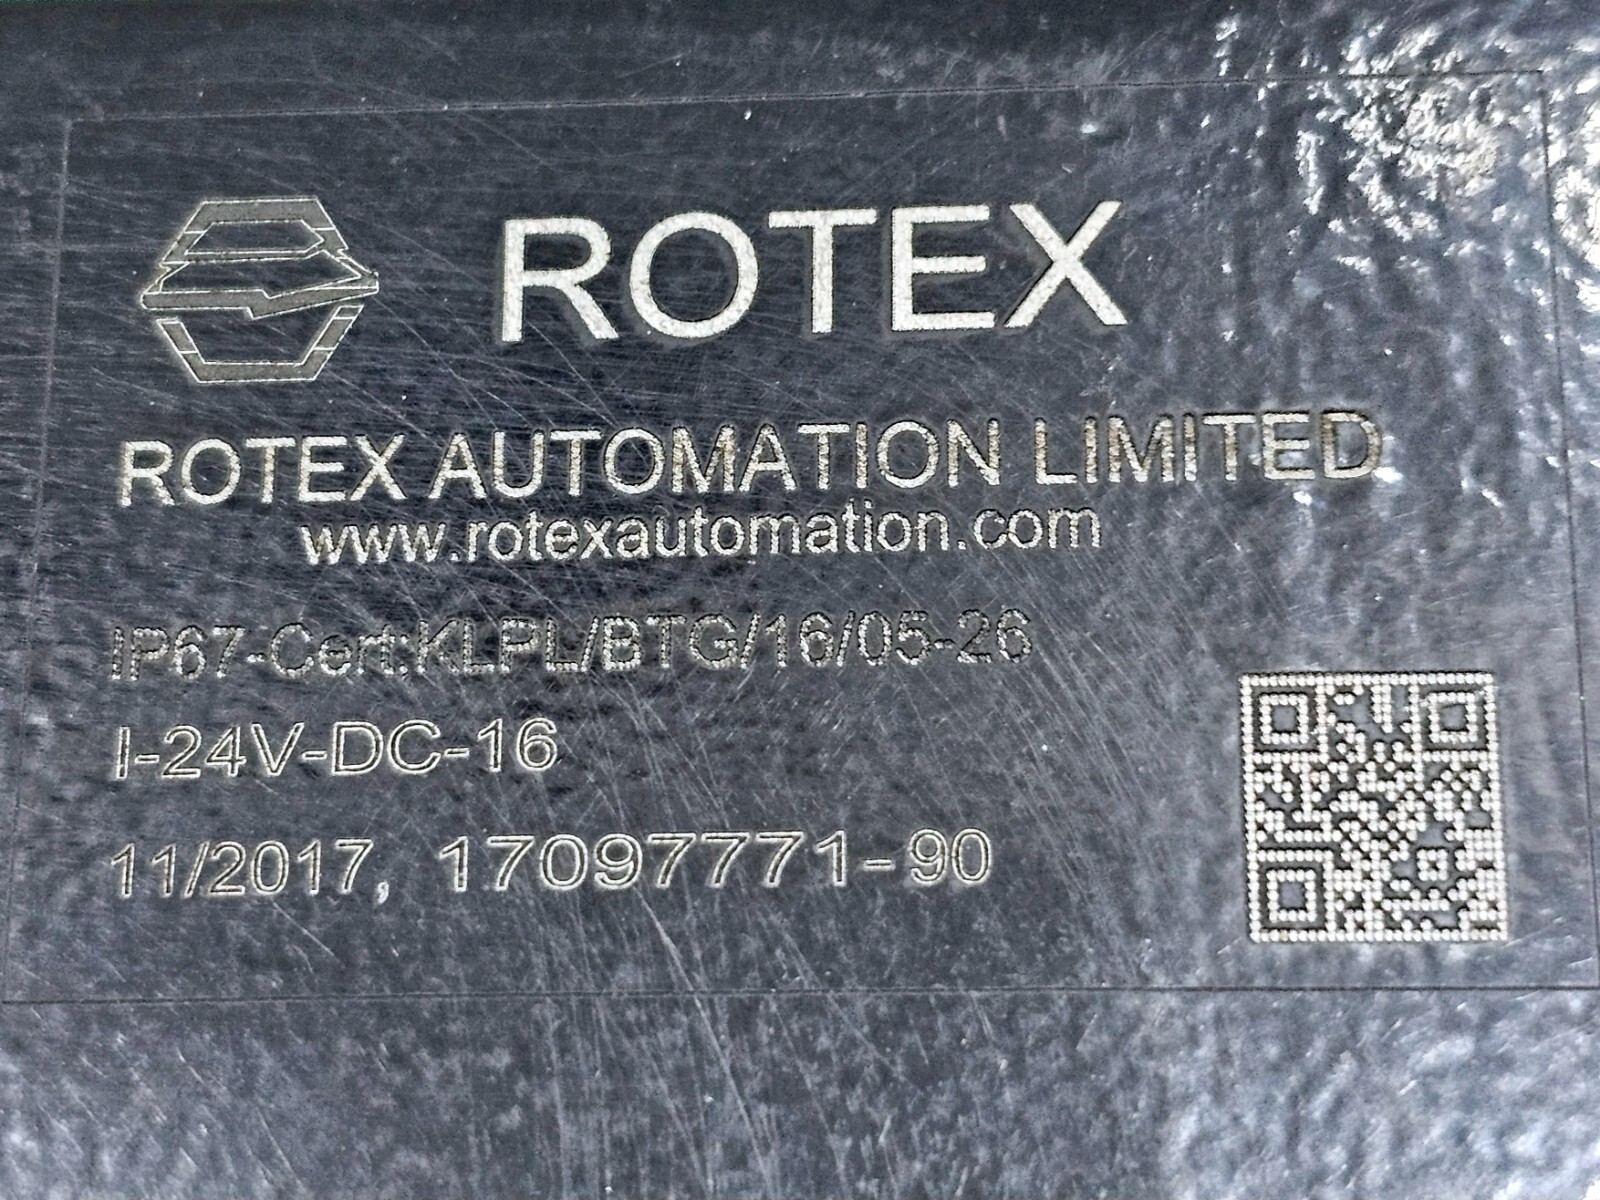 ROTEX
ROTEX AUTOMATION LIMITED
www.rotexautomation.com
IP67-Cert:KLPL/BTG/16/05-26
I-24V-DC-16
11/2017, 17097771-90